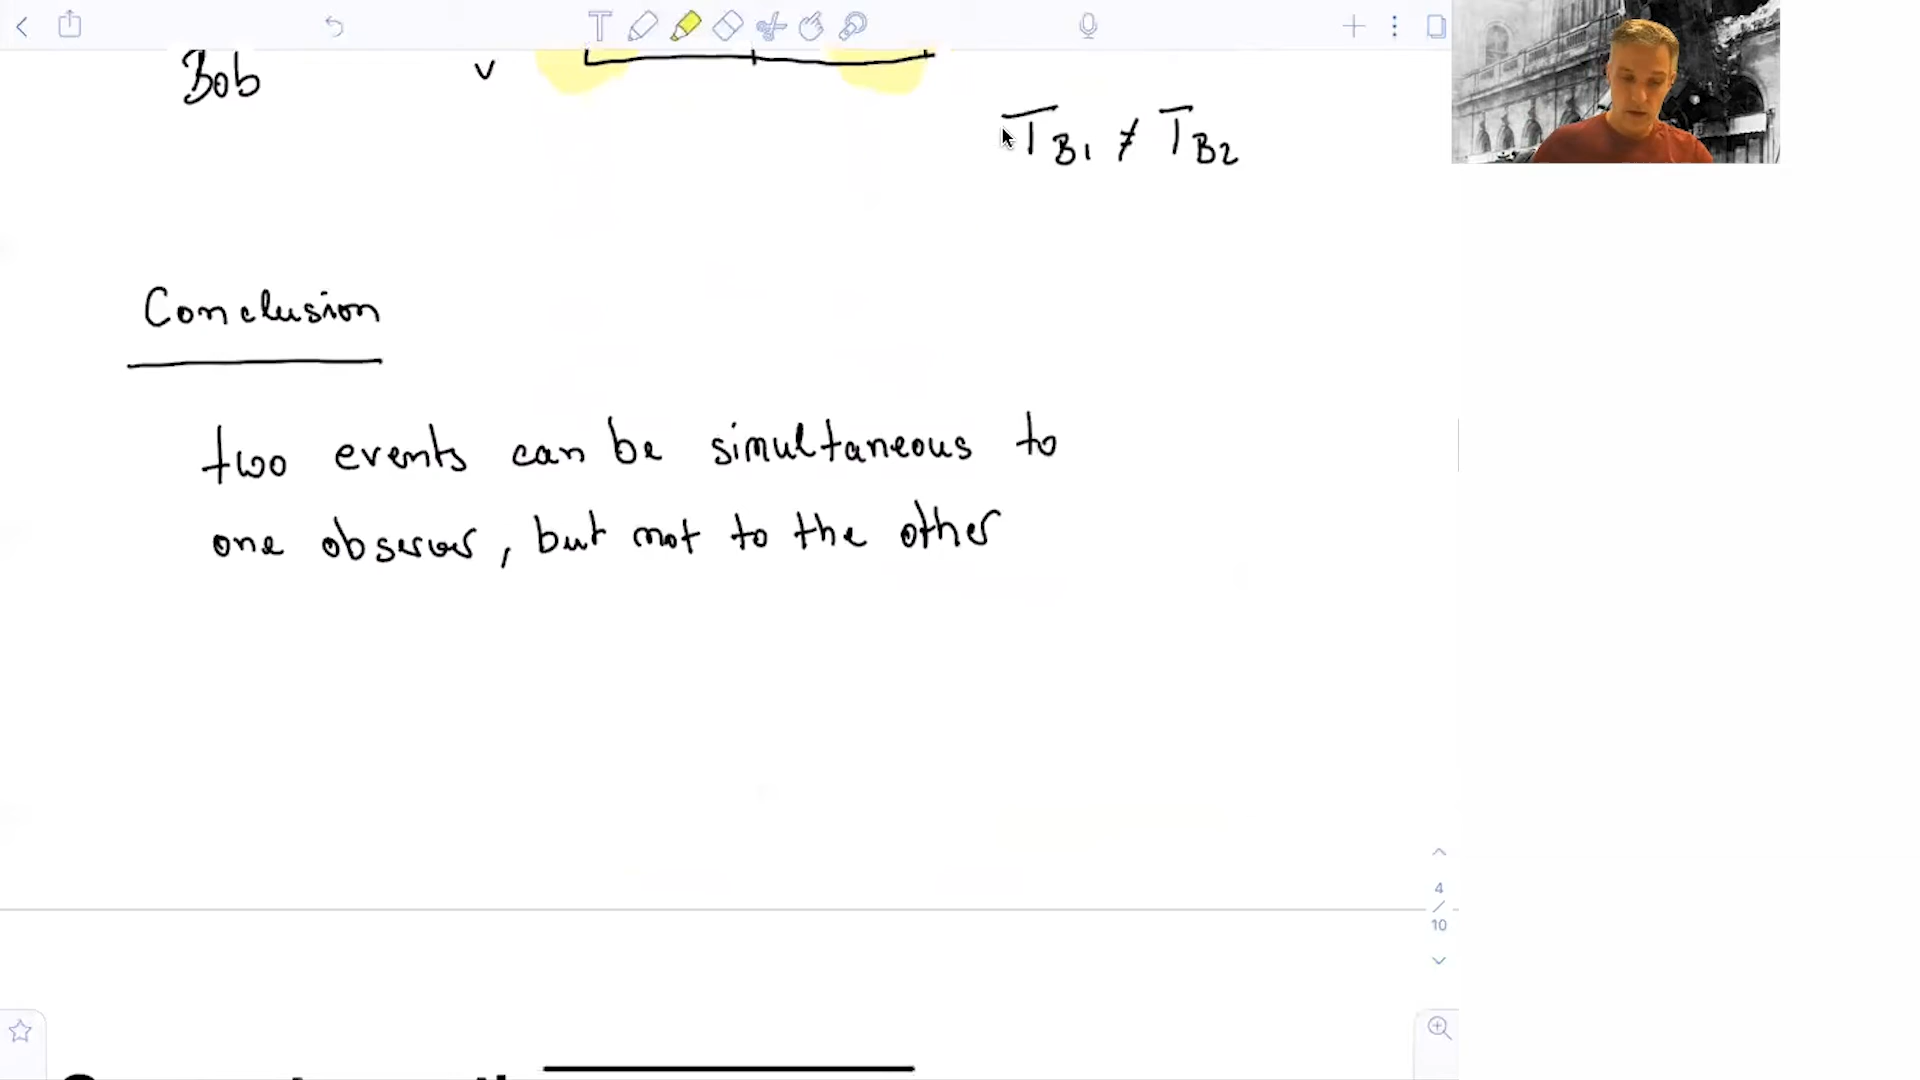 Bob v
T_B1 ≠ T_B2
Conclusion
two events can be simultaneous to
one observer, but not to the other
4
/
10